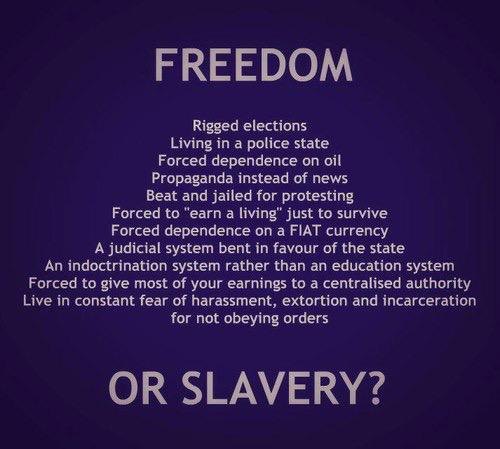 FREEDOM
Rigged elections
Living in a police state
Forced dependence on oil
Propaganda instead of news
Beat and jailed for protesting
Forced to "earn a living" just to survive
Forced dependence on a FIAT currency
A judicial system bent in favour of the state
An indoctrination system rather than an education system
Forced to give most of your earnings to a centralised authority
Live in constant fear of harassment, extortion and incarceration
for not obeying orders
OR SLAVERY?